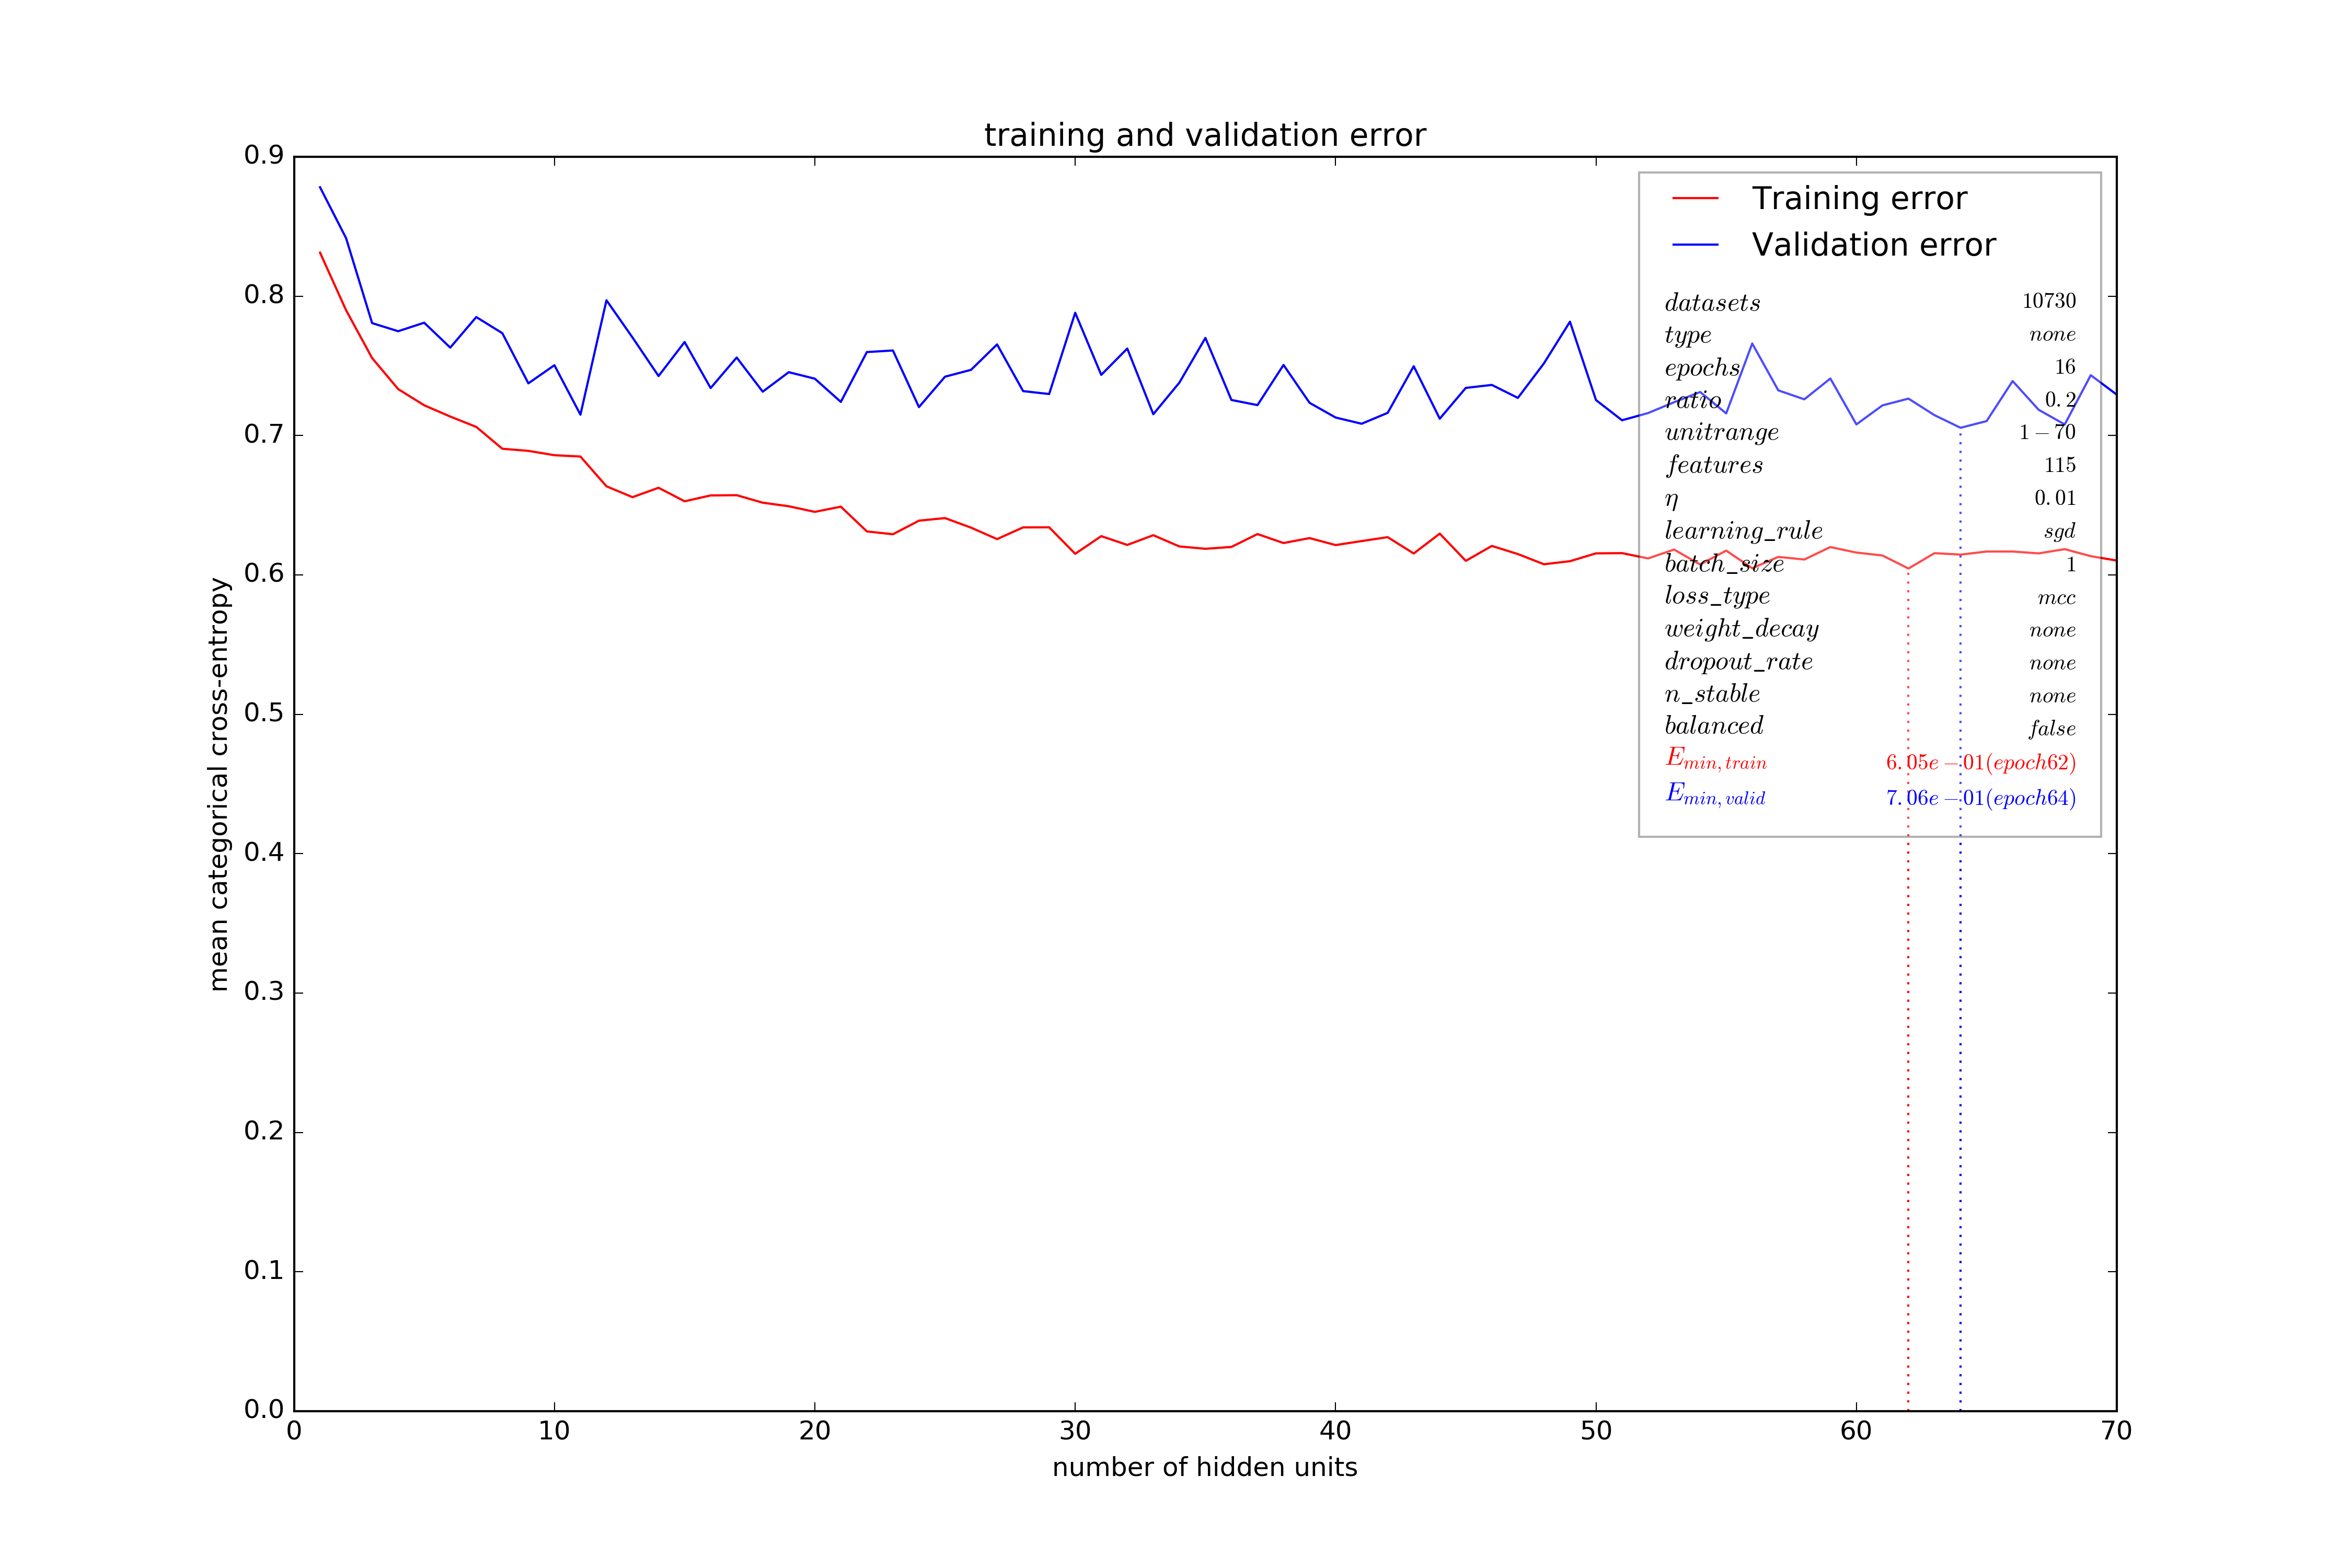 training and validation error
0.9
0.8
0.7
0.6
0.5
0.4
0.3
0.2
0.1
0.0
mean categorical cross-entropy
Training error
Validation error
datasets 10730
type none
epochs 16
ratio 0.2
unitrange 1 − 70
features 115
η 0.01
learning_rule sgd
batch_size 1
loss_type mcc
weight_decay none
dropout_rate none
n_stable none
balanced false
E_{min, train} 6.05e − 01(epoch62)
E_{min, valid} 7.06e − 01(epoch64)
0 10 20 30 40 50 60 70
number of hidden units